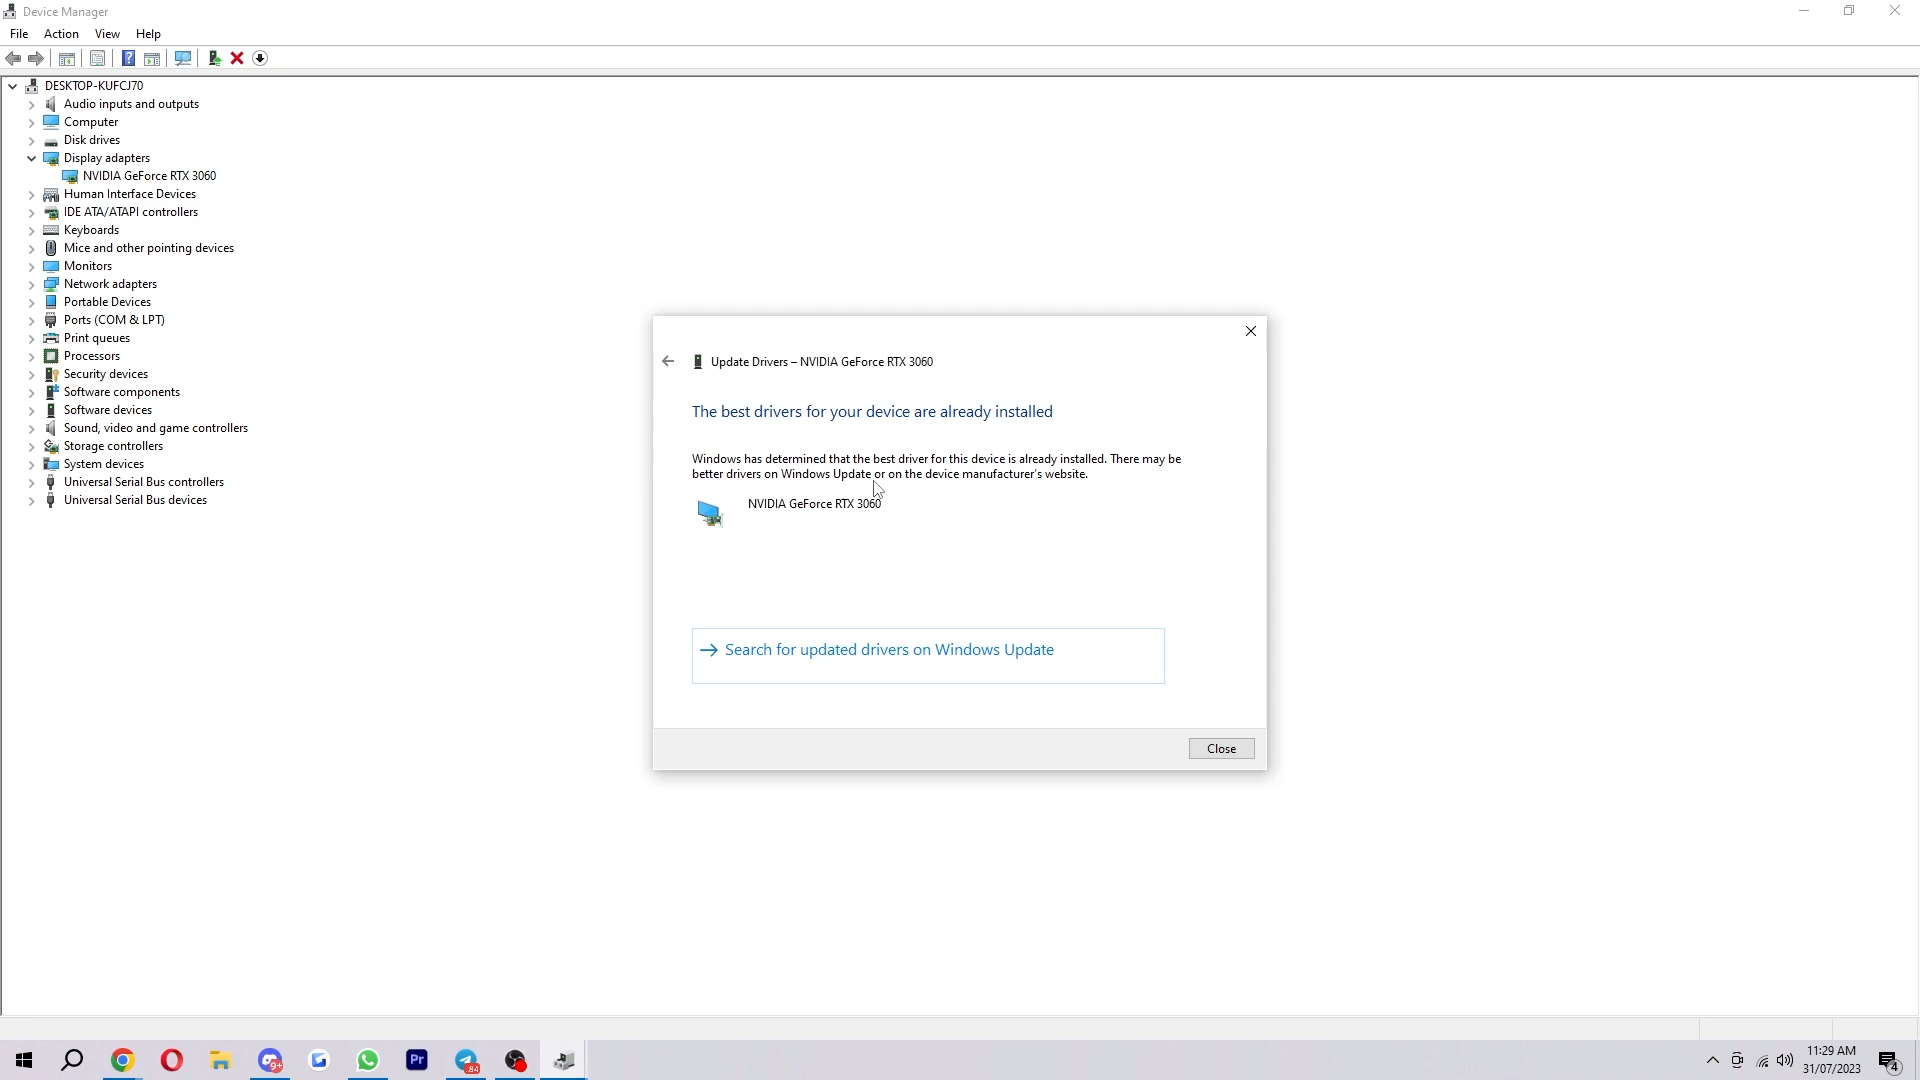 Device Manager
File Action View Help
DESKTOP-KUFCJ70
Audio inputs and outputs
Computer
Disk drives
Display adapters
NVIDIA GeForce RTX 3060
Human Interface Devices
IDE ATA/ATAPI controllers
Keyboards
Mice and other pointing devices
Monitors
Network adapters
Portable Devices
Ports (COM & LPT)
Print queues
Processors
Security devices
Software components
Software devices
Sound, video and game controllers
Storage controllers
System devices
Universal Serial Bus controllers
Universal Serial Bus devices
Update Drivers – NVIDIA GeForce RTX 3060
The best drivers for your device are already installed
Windows has determined that the best driver for this device is already installed. There may be
better drivers on Windows Update or on the device manufacturer's website.
NVIDIA GeForce RTX 3060
Search for updated drivers on Windows Update
Close
9+
Pr
84
11:29 AM
31/07/2023
4